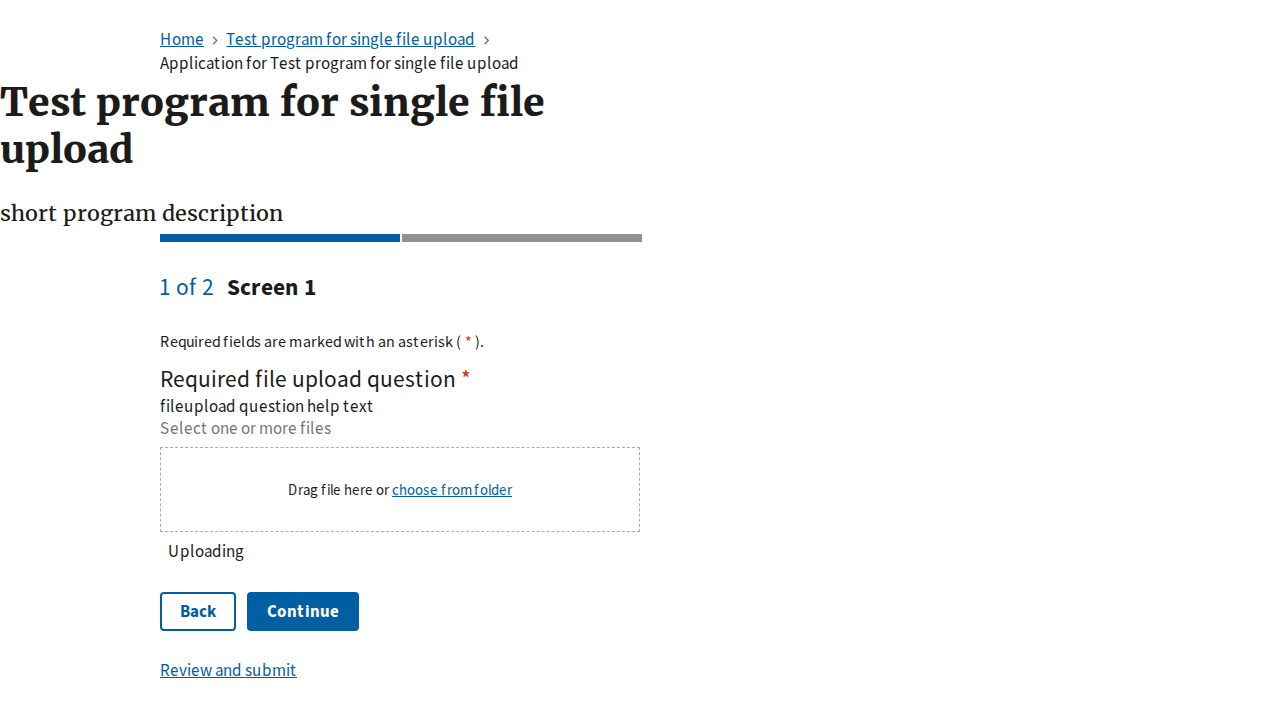 Home > Test program for single file upload >
Application for Test program for single file upload
Test program for single file
upload
short program description
1 of 2 Screen 1
Required fields are marked with an asterisk ( * ).
Required file upload question *
fileupload question help text
Select one or more files
Drag file here or choose from folder
Uploading
Back Continue
Review and submit